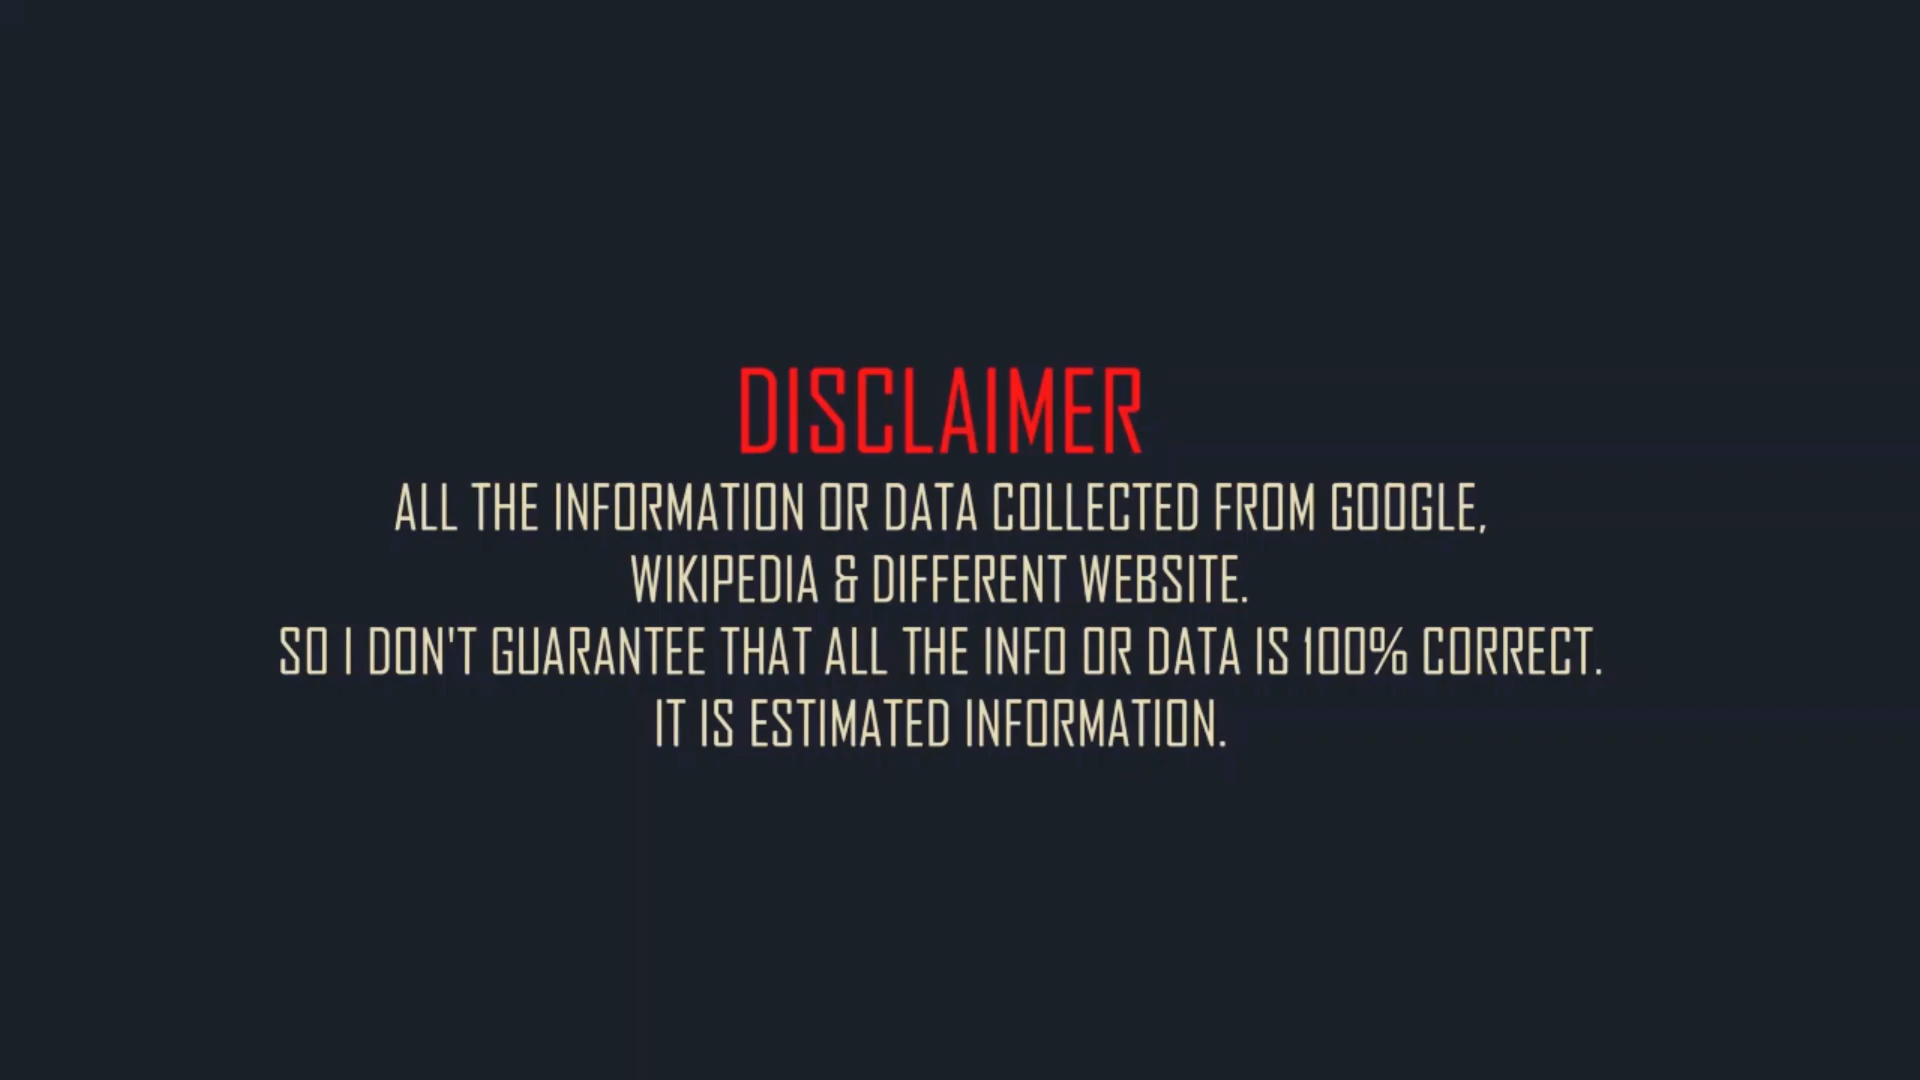 DISCLAIMER
ALL THE INFORMATION OR DATA COLLECTED FROM GOOGLE,
WIKIPEDIA & DIFFERENT WEBSITE.
SO I DON'T GUARANTEE THAT ALL THE INFO OR DATA IS 100% CORRECT.
IT IS ESTIMATED INFORMATION.